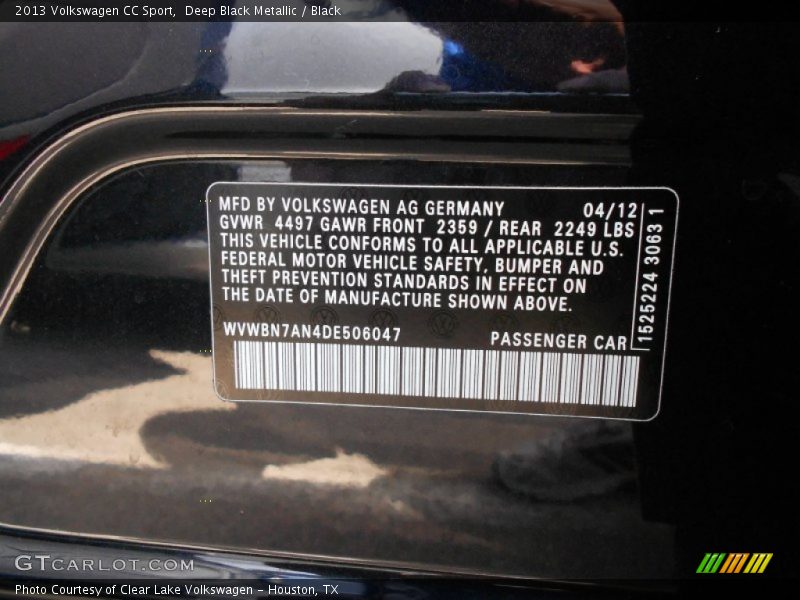 2013 Volkswagen CC Sport,  Deep Black Metallic / Black
MFD BY VOLKSWAGEN AG GERMANY 04/12
GVWR 4497 GAWR FRONT 2359 / REAR 2249 LBS
THIS VEHICLE CONFORMS TO ALL APPLICABLE U.S.
FEDERAL MOTOR VEHICLE SAFETY, BUMPER AND
THEFT PREVENTION STANDARDS IN EFFECT ON
THE DATE OF MANUFACTURE SHOWN ABOVE.
WVWBN7AN4DE506047 PASSENGER CAR
1525224 30631
GTCARLOT.COM
Photo Courtesy of Clear Lake Volkswagen - Houston, TX